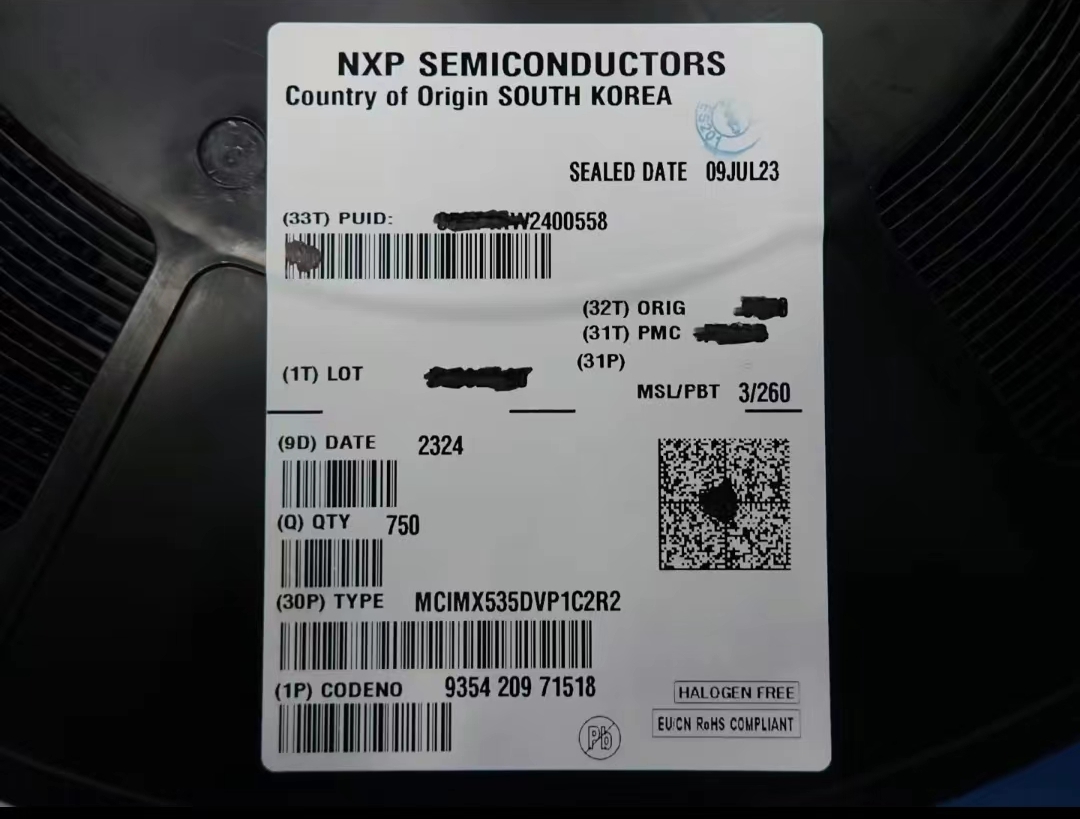 NXP SEMICONDUCTORS
Country of Origin SOUTH KOREA
SEALED DATE 09JUL23
(33T) PUID: W2400558
(32T) ORIG
(31T) PMC
(31P)
(1T) LOT
MSL/PBT 3/260
(9D) DATE 2324
(Q) QTY 750
(30P) TYPE MCIMX535DVP1C2R2
(1P) CODENO 9354 209 71518
HALOGEN FREE
EU/CN RoHS COMPLIANT
Pb